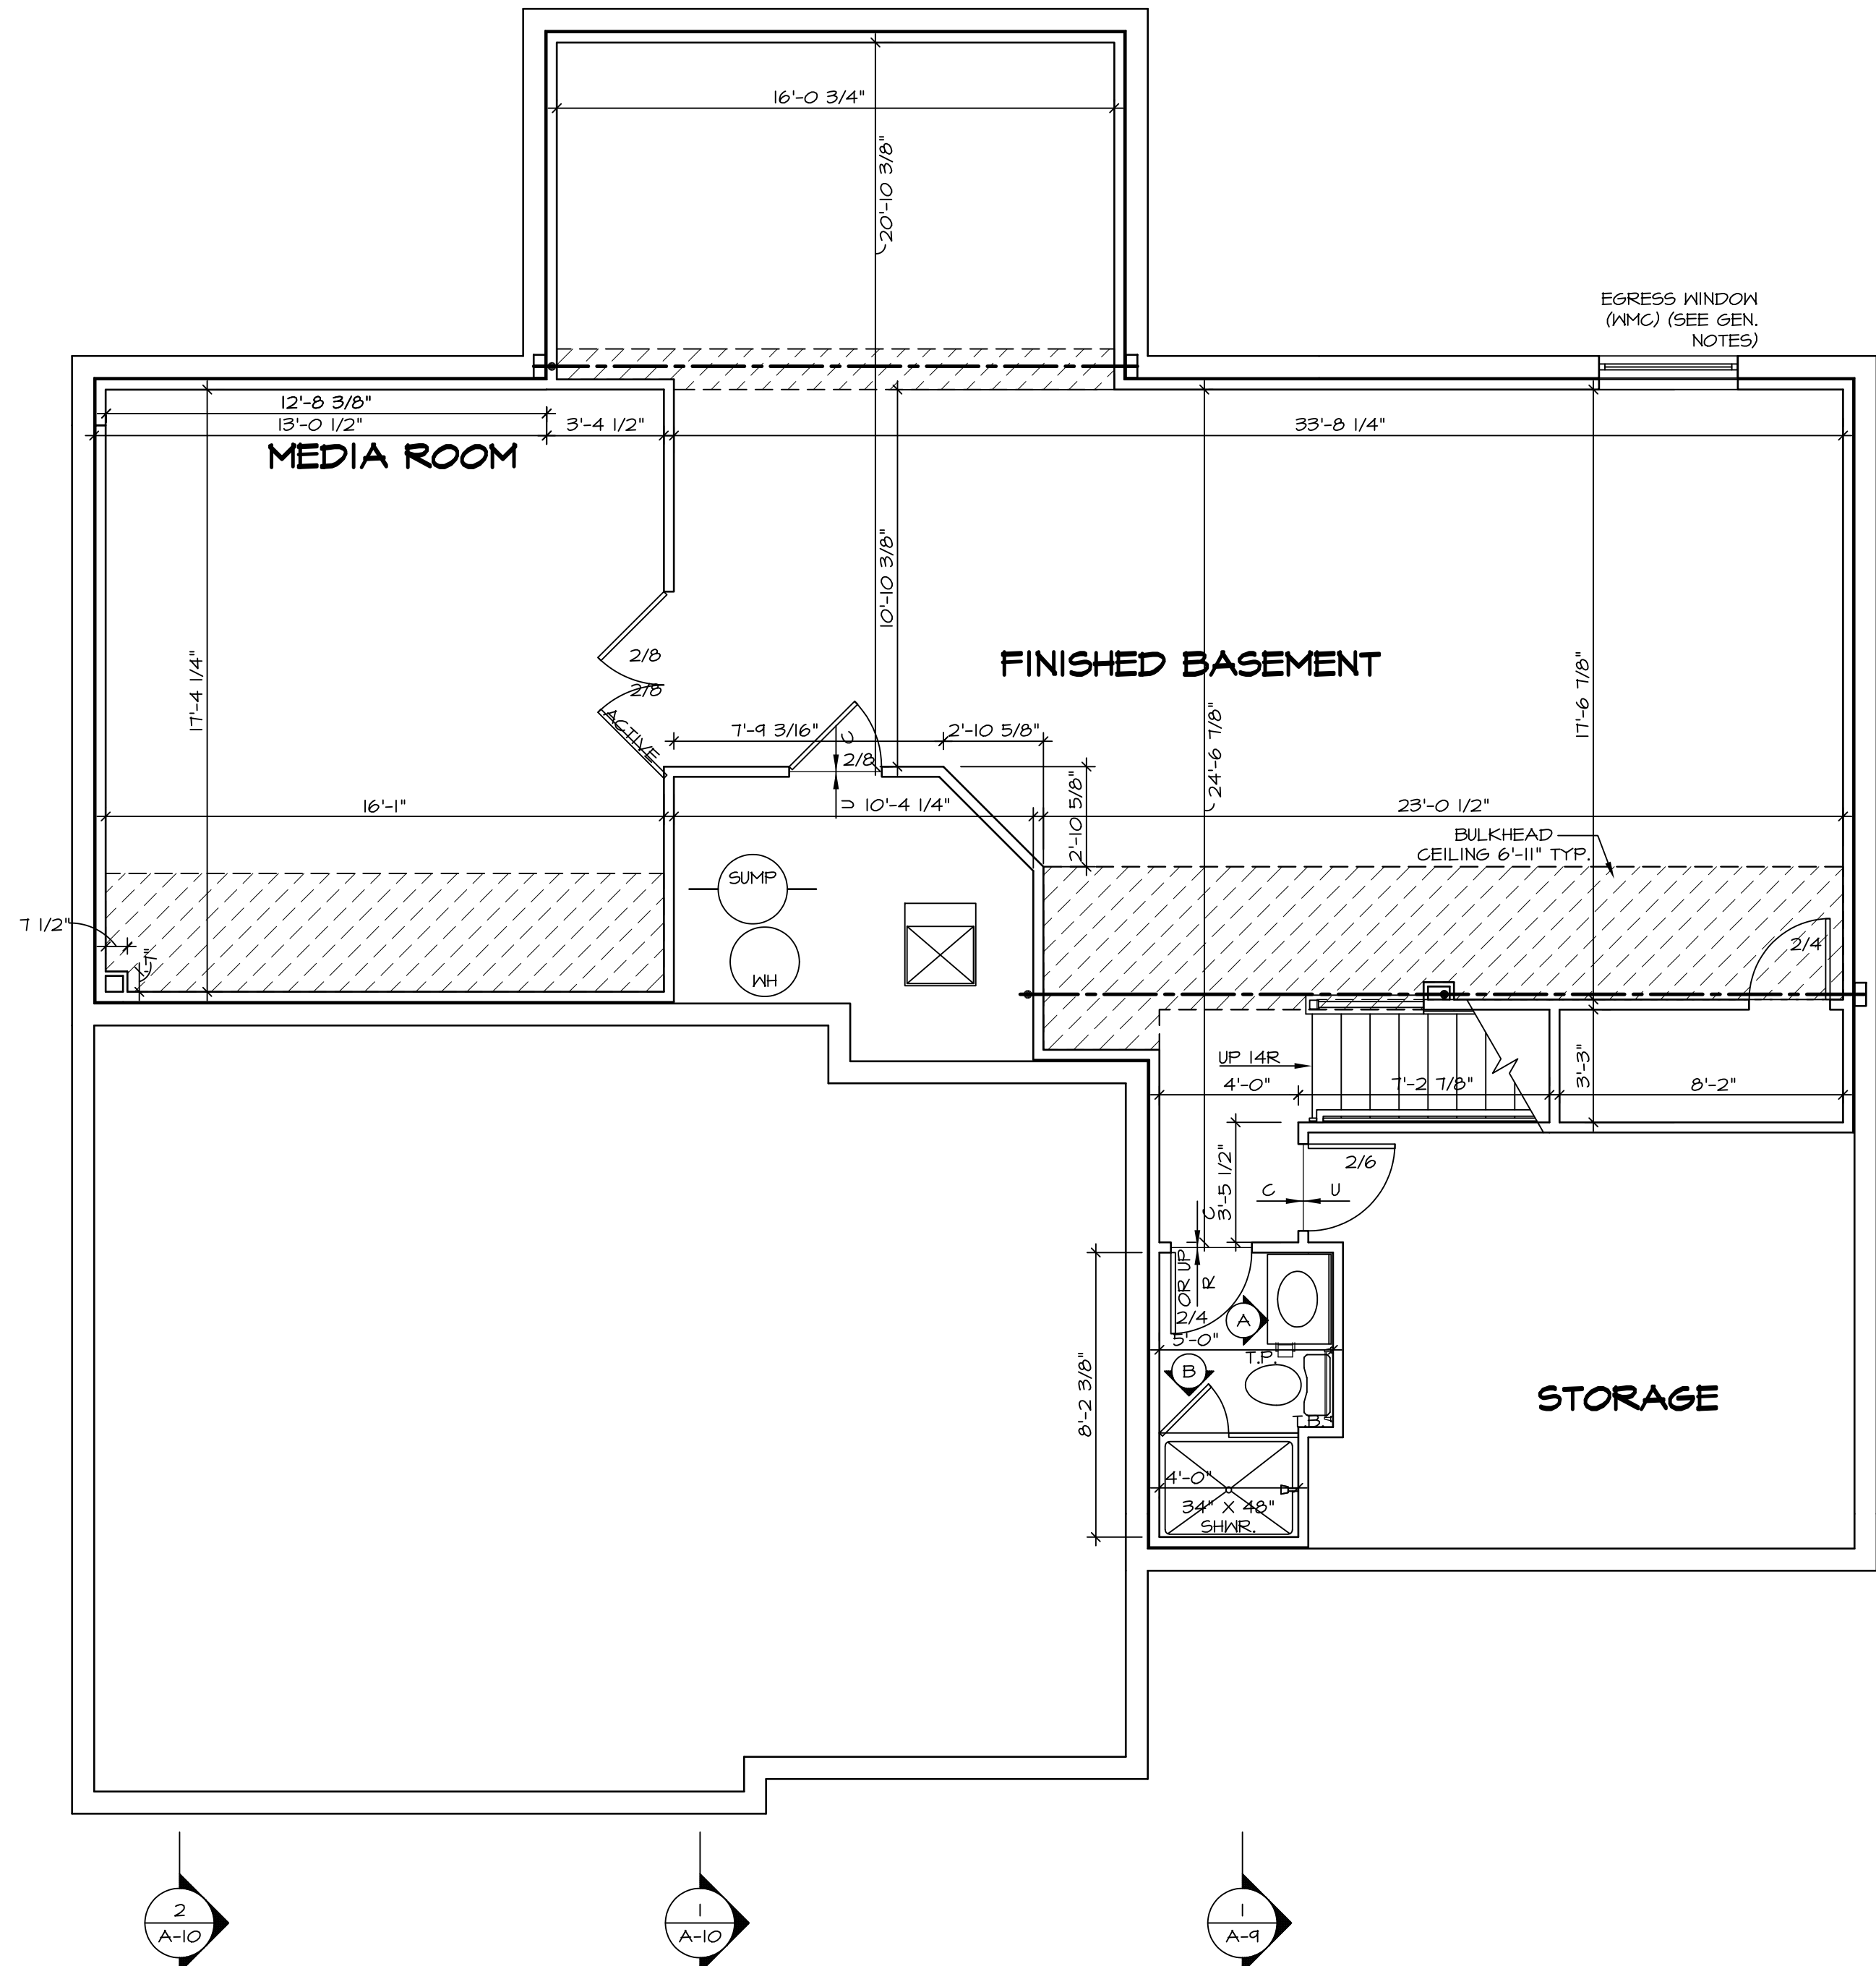 16'-0 3/4"
20'-10 3/8"
EGRESS WINDOW
(WMC) (SEE GEN.
NOTES)
12'-8 3/8"
13'-0 1/2"
3'-4 1/2"
33'-8 1/4"
MEDIA ROOM
10'-10 3/8"
17'-4 1/4"
2/8
2/8
ACTIVE
FINISHED BASEMENT
17'-6 7/8"
24'-6 7/8"
7'-9 3/16"
C
2'-10 5/8"
2/8
16'-1"
U
10'-4 1/4"
2'-10 5/8"
23'-0 1/2"
BULKHEAD
CEILING 6'-11" TYP.
SUMP
WH
7 1/2"
7"
2/4
UP 14R
4'-0"
7'-2 7/8"
3'-3"
8'-2"
3'-5 1/2"
2/6
C
U
C
OR UP
R
2/4
A
5'-0"
B
T.P.
8'-2 3/8"
T.B.
STORAGE
4'-0"
34" X 48"
SHWR.
2
A-10
1
A-10
1
A-9